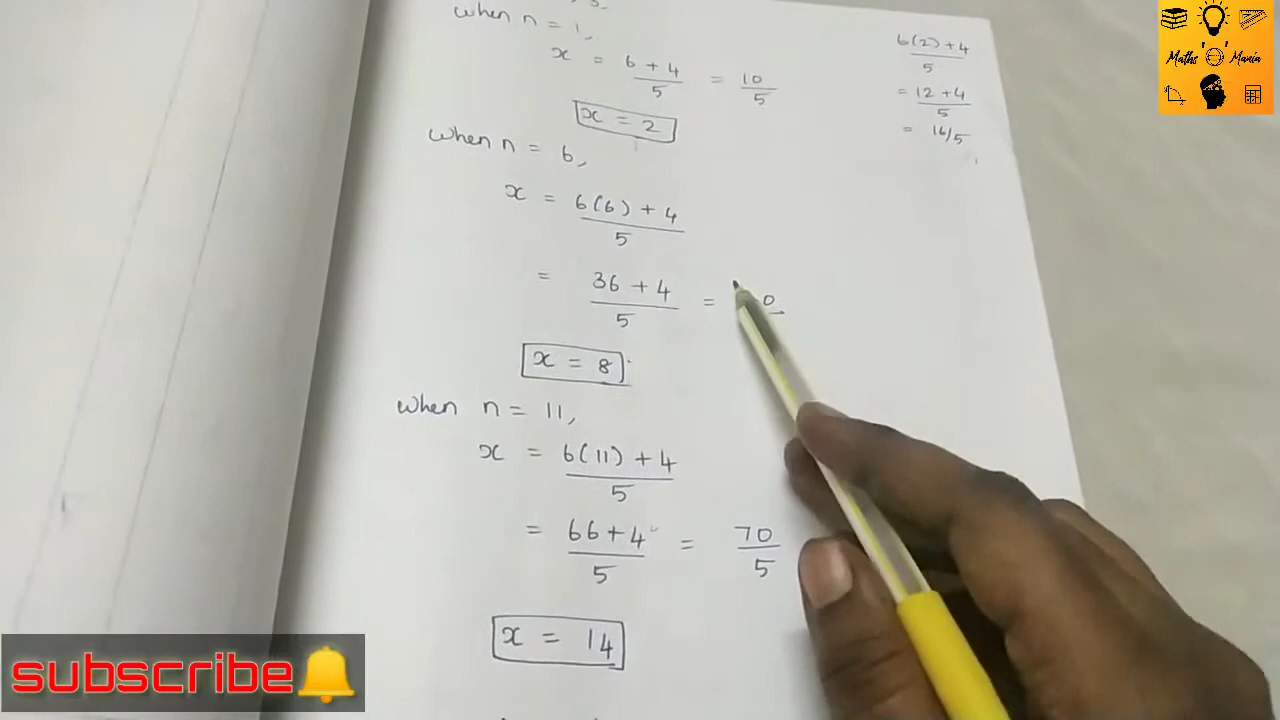 when n = 1,
x = 6 + 4 / 5 = 10 / 5
x = 2
when n = 6,
x = 6(6) + 4 / 5
= 36 + 4 / 5 =
x = 8
when n = 11,
x = 6(11) + 4 / 5
= 66 + 4 / 5 = 70 / 5
x = 14
6(2) + 4 / 5
= 12 + 4 / 5
= 16/5
Maths Mania
subscribe